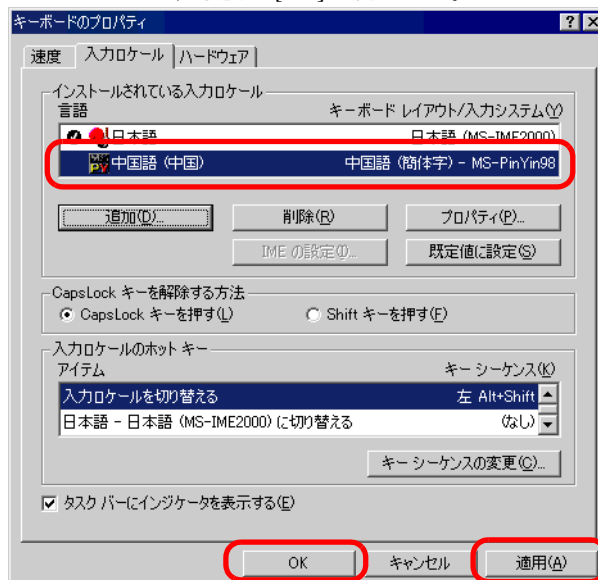 キーボードのプロパティ
速度 入力ロケール ハードウェア
インストールされている入力ロケール
言語 キーボード レイアウト/入力システム(Y)
日本語 日本語 (MS-IME2000)
中国語 (中国) 中国語 (簡体字) - MS-PinYin98
追加(D)... 削除(R) プロパティ(P)...
IME の設定(I)... 既定値に設定(S)
CapsLock キーを解除する方法
CapsLock キーを押す(L) Shift キーを押す(F)
入力ロケールのホット キー
アイテム キー シーケンス(K)
入力ロケールを切り替える 左 Alt+Shift
日本語 - 日本語 (MS-IME2000) に切り替える (なし)
キー シーケンスの変更(C)...
タスク バーにインジケータを表示する(E)
OK キャンセル 適用(A)